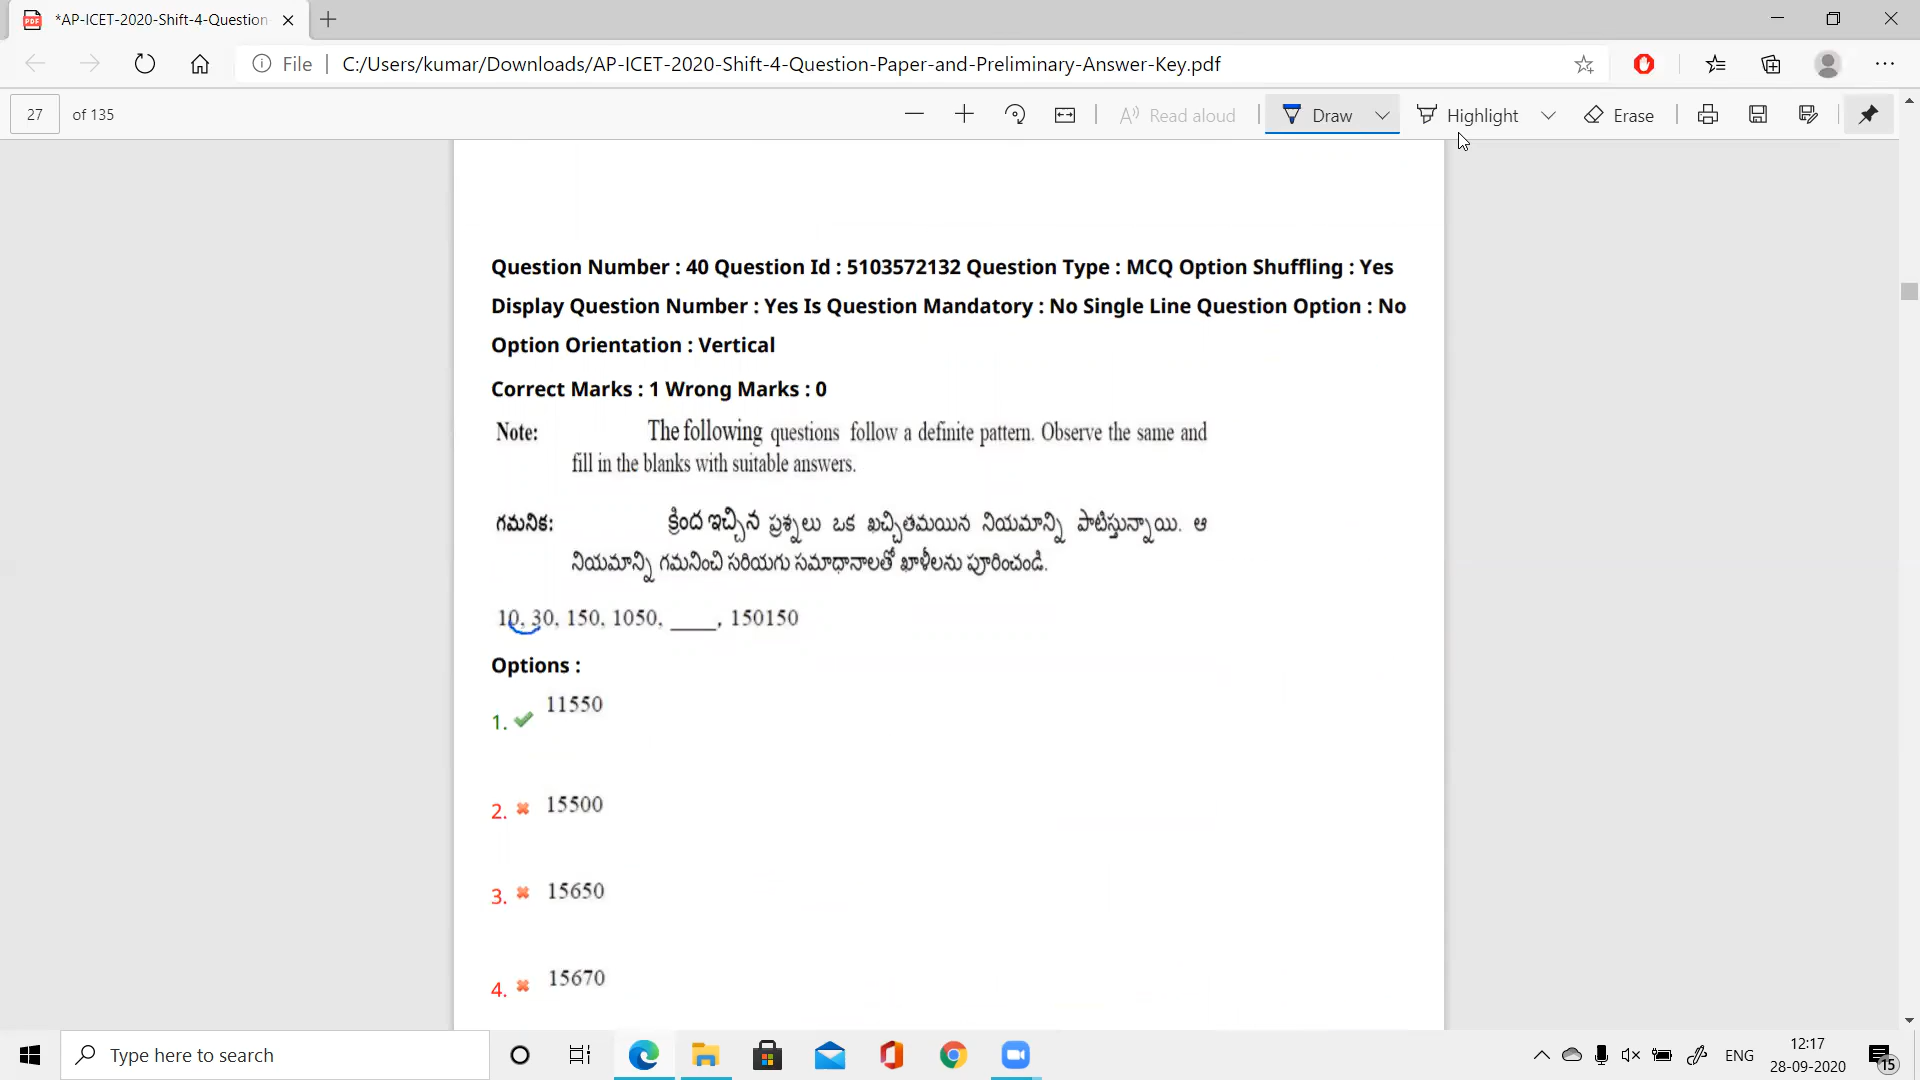 *AP-ICET-2020-Shift-4-Question
File
C:/Users/kumar/Downloads/AP-ICET-2020-Shift-4-Question-Paper-and-Preliminary-Answer-Key.pdf
27 of 135
Read aloud
Draw
Highlight
Erase
Question Number : 40 Question Id : 5103572132 Question Type : MCQ Option Shuffling : Yes
Display Question Number : Yes Is Question Mandatory : No Single Line Question Option : No
Option Orientation : Vertical
Correct Marks : 1 Wrong Marks : 0
Note: The following questions follow a definite pattern. Observe the same and
fill in the blanks with suitable answers.
గమనిక: క్రింద ఇచ్చిన ప్రశ్నలు ఒక ఖచ్చితమయిన నియమాన్ని పాటిస్తున్నాయి. ఆ
నియమాన్ని గమనించి సరియగు సమాధానాలతో ఖాళీలను పూరించండి.
10, 30, 150, 1050, ____, 150150
Options :
1. 11550
2. 15500
3. 15650
4. 15670
Type here to search
ENG
12:17
28-09-2020
15